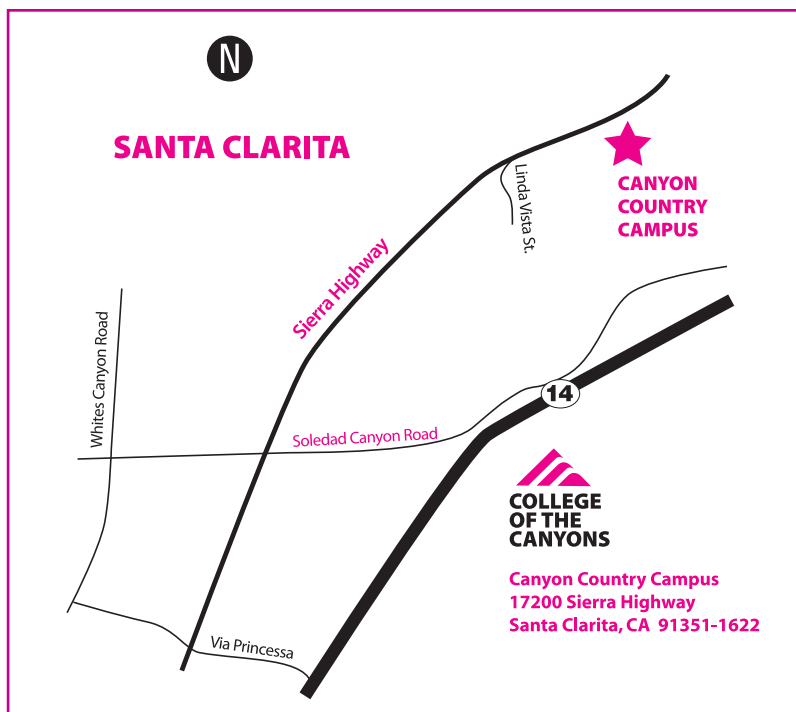 N
SANTA CLARITA
CANYON
COUNTRY
CAMPUS
Linda Vista St.
Sierra Highway
Whites Canyon Road
14
Soledad Canyon Road
COLLEGE
OF THE
CANYONS
Canyon Country Campus
17200 Sierra Highway
Santa Clarita, CA 91351-1622
Via Princessa